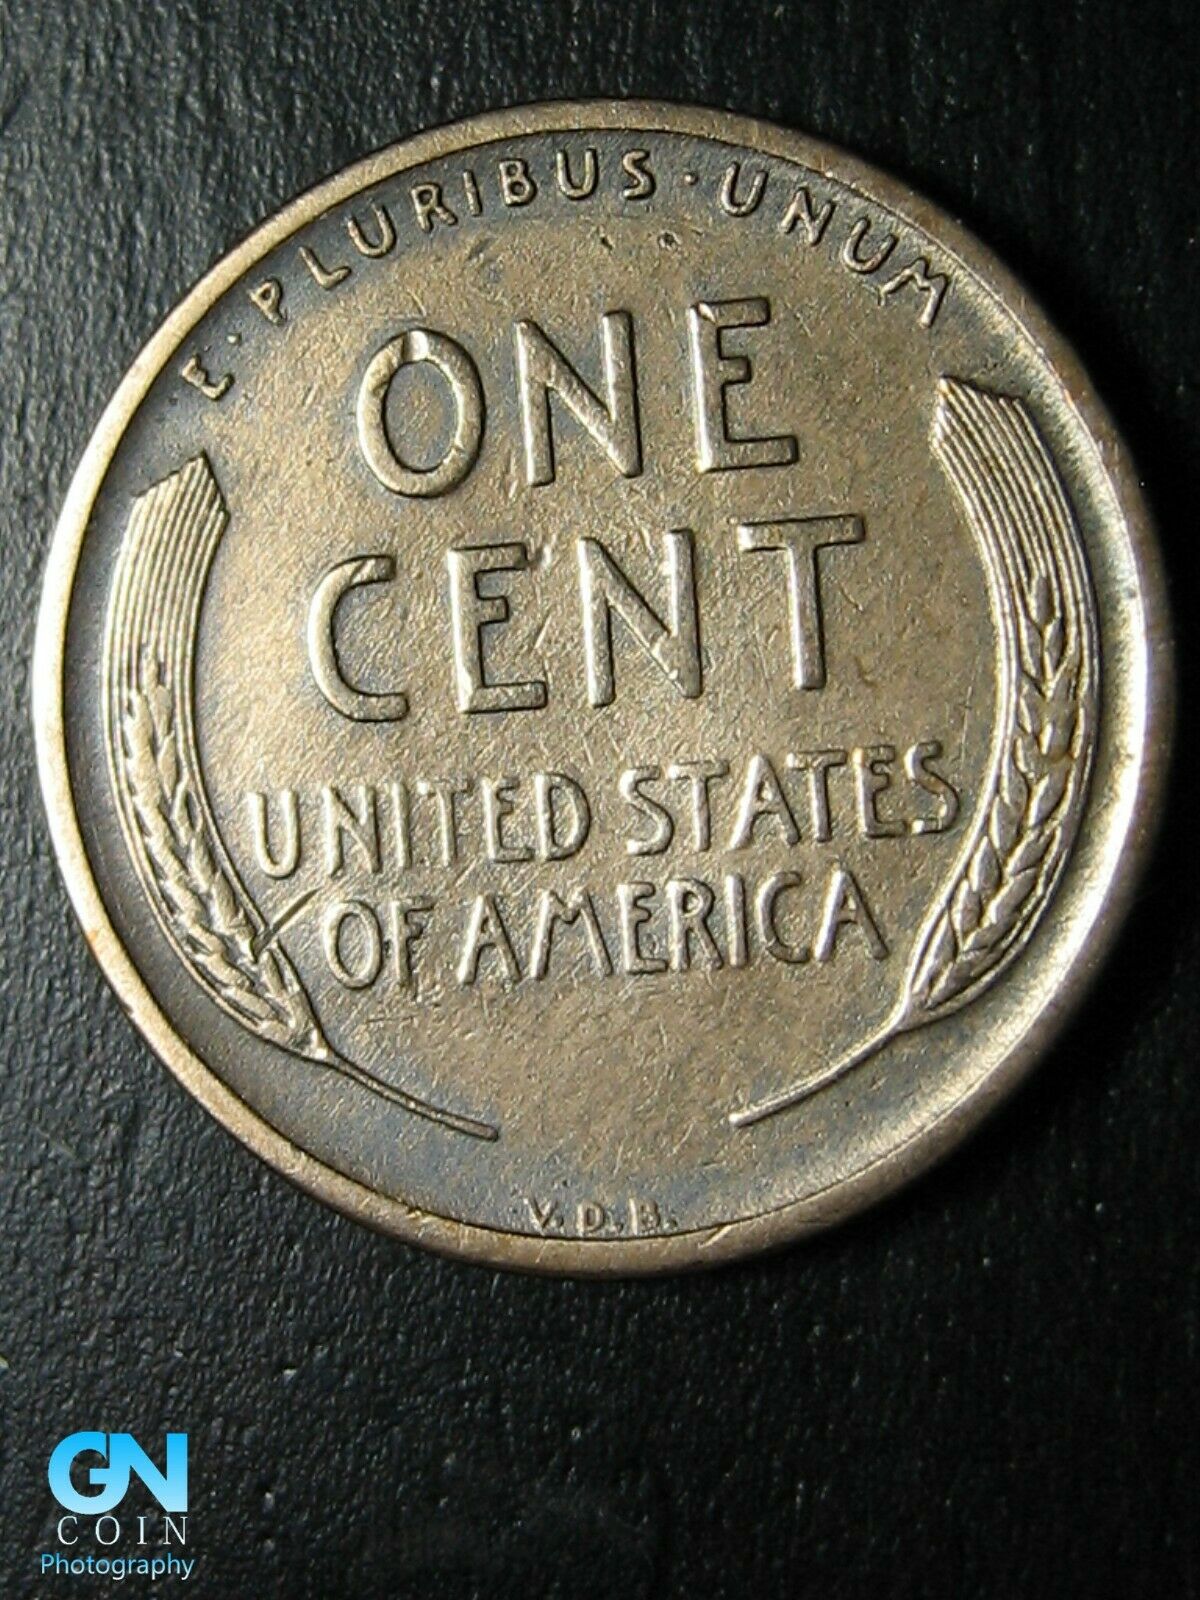 E·PLURIBUS·UNUM
ONE
CENT
UNITED STATES
OF AMERICA
V.D.B.
GN
COIN
Photography